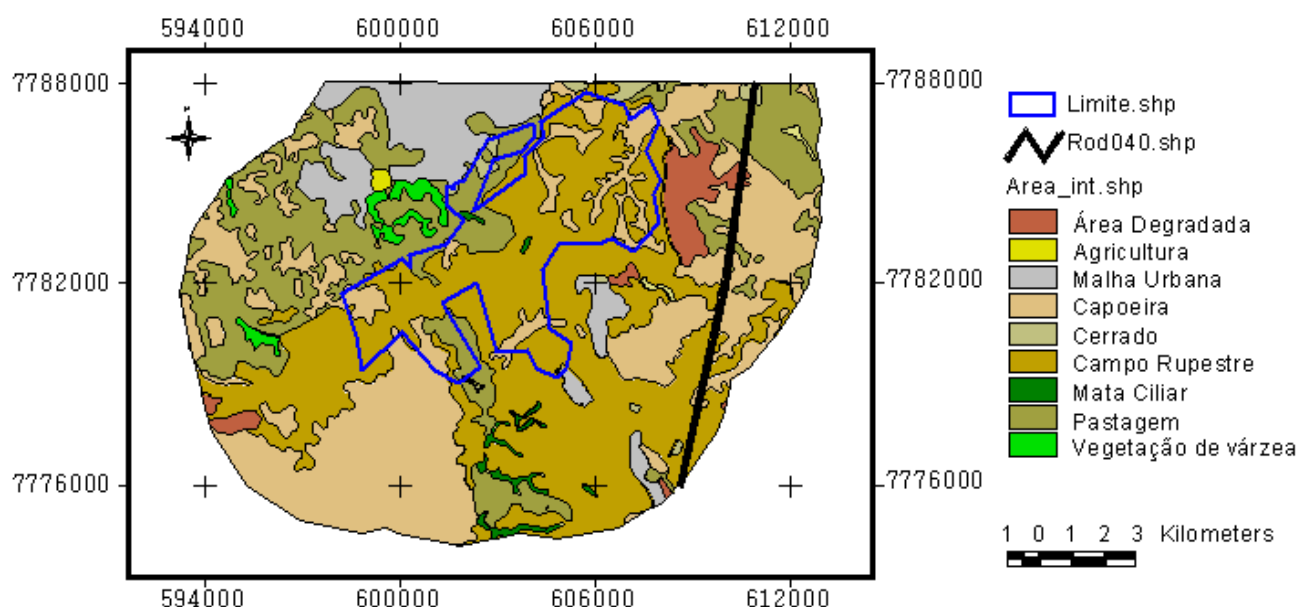 594000 600000 606000 612000
7788000 7788000
7782000 7782000
7776000 7776000
594000 600000 606000 612000
Limite.shp
Rod040.shp
Area_int.shp
Área Degradada
Agricultura
Malha Urbana
Capoeira
Cerrado
Campo Rupestre
Mata Ciliar
Pastagem
Vegetação de várzea
1 0 1 2 3 Kilometers